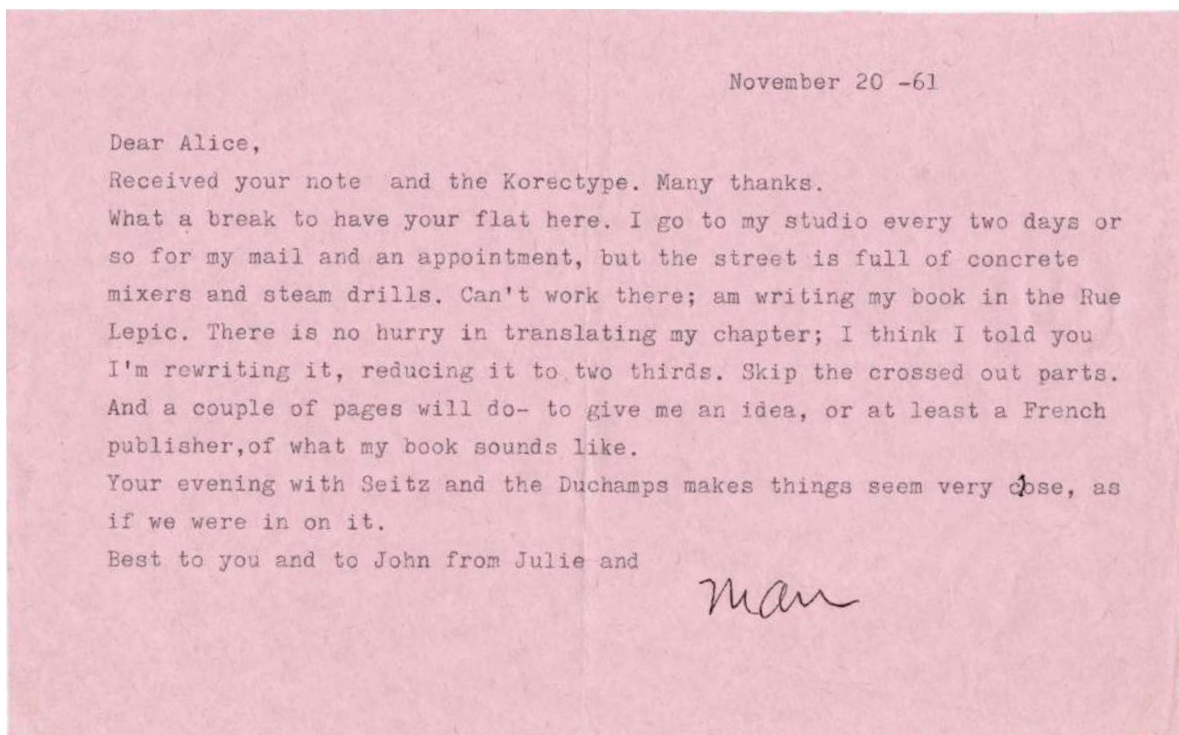 November 20 -61
Dear Alice,
Received your note  and the Korectype. Many thanks.
What a break to have your flat here. I go to my studio every two days or
so for my mail and an appointment, but the street is full of concrete
mixers and steam drills. Can't work there; am writing my book in the Rue
Lepic. There is no hurry in translating my chapter; I think I told you
I'm rewriting it, reducing it to two thirds. Skip the crossed out parts.
And a couple of pages will do- to give me an idea, or at least a French
publisher,of what my book sounds like.
Your evening with Seitz and the Duchamps makes things seem very close, as
if we were in on it.
Best to you and to John from Julie and
Man